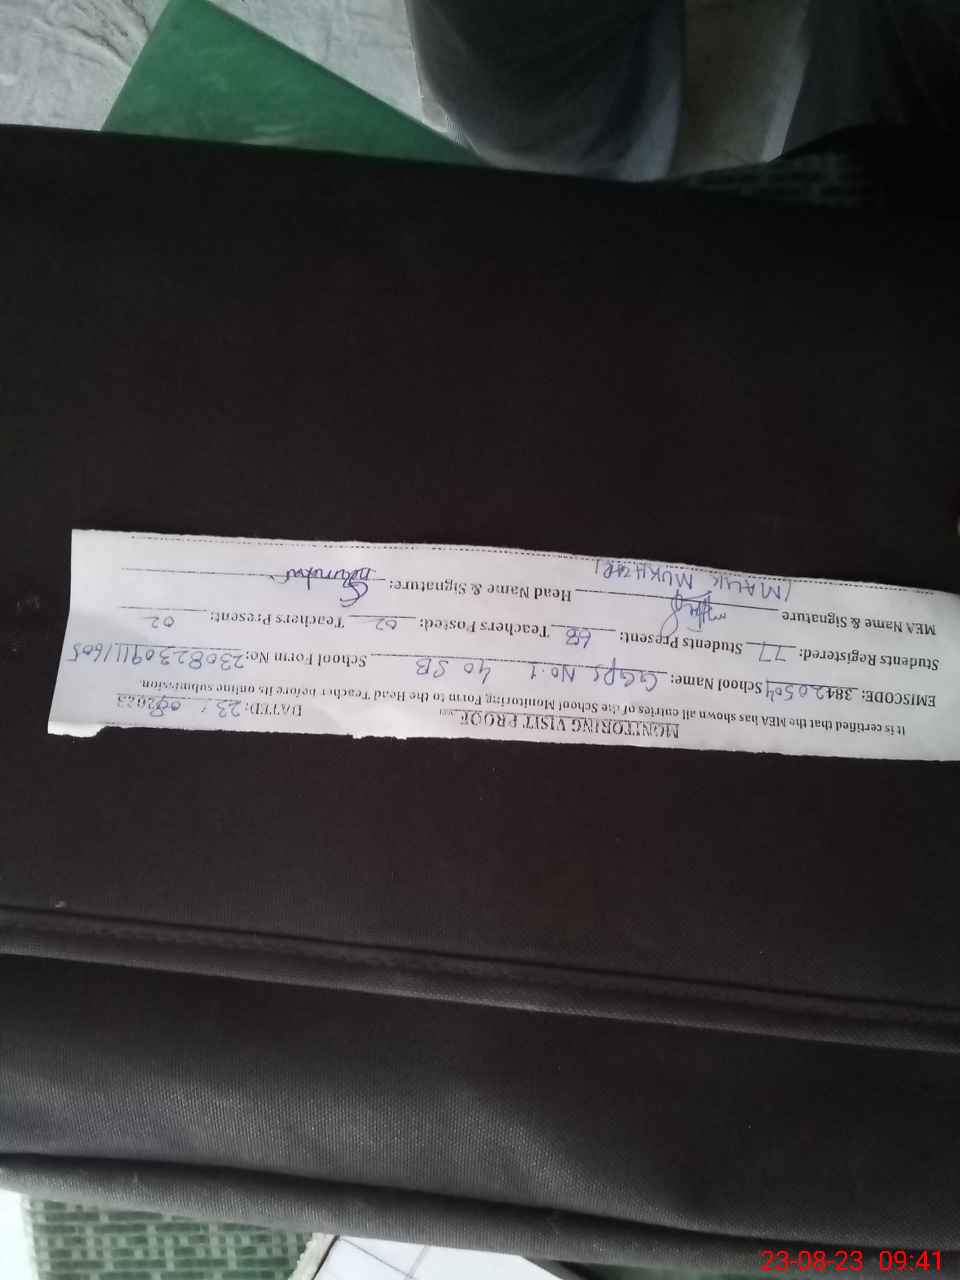 MONITORING VISIT PROOF
DATED: 23/08/2023
It is certified that the MEA has shown all entries of the School Monitoring Form to the Head Teacher before its online submission.
EMISCODE: 38420504 School Name: GGPS No.1 40 SB School Form No: 230823091111605
Students Registered: 77 Students Present: 68 Teachers Posted: 02 Teachers Present: 02
MEA Name & Signature Head Name & Signature:
(MALIK MUKHTAR)
23-08-23 09:41